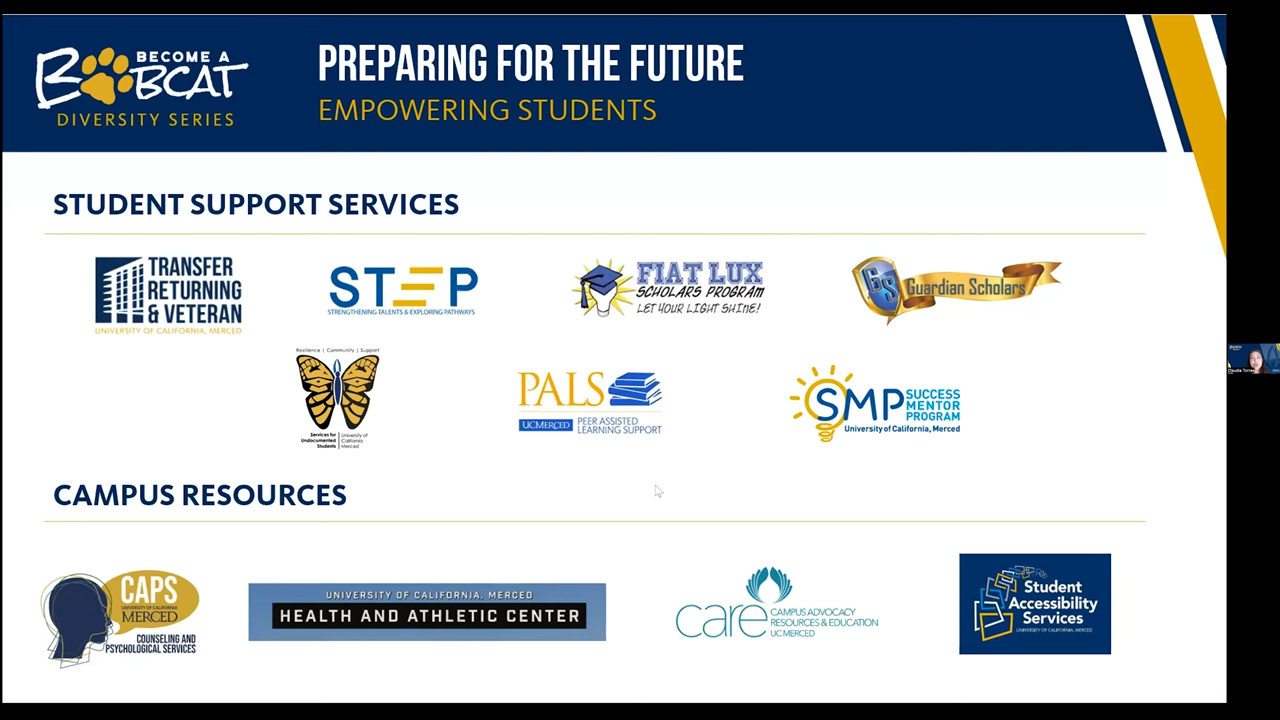 BECOME A
BOBCAT
DIVERSITY SERIES
PREPARING FOR THE FUTURE
EMPOWERING STUDENTS
STUDENT SUPPORT SERVICES
TRANSFER
RETURNING
& VETERAN
UNIVERSITY OF CALIFORNIA, MERCED
STEP
STRENGTHENING TALENTS & EXPLORING PATHWAYS
FIAT LUX
SCHOLARS PROGRAM
LET YOUR LIGHT SHINE!
GS
Guardian Scholars
Resilience | Community | Support
Services for
Undocumented
Students
University of
California
Merced
PALS
UCMERCED
PEER ASSISTED
LEARNING SUPPORT
SMP
SUCCESS
MENTOR
PROGRAM
University of California, Merced
CAMPUS RESOURCES
CAPS
UNIVERSITY OF CALIFORNIA
MERCED
COUNSELING AND
PSYCHOLOGICAL SERVICES
UNIVERSITY OF CALIFORNIA, MERCED
HEALTH AND ATHLETIC CENTER
care
CAMPUS ADVOCACY
RESOURCES & EDUCATION
UC MERCED
Student
Accessibility
Services
UNIVERSITY OF CALIFORNIA, MERCED